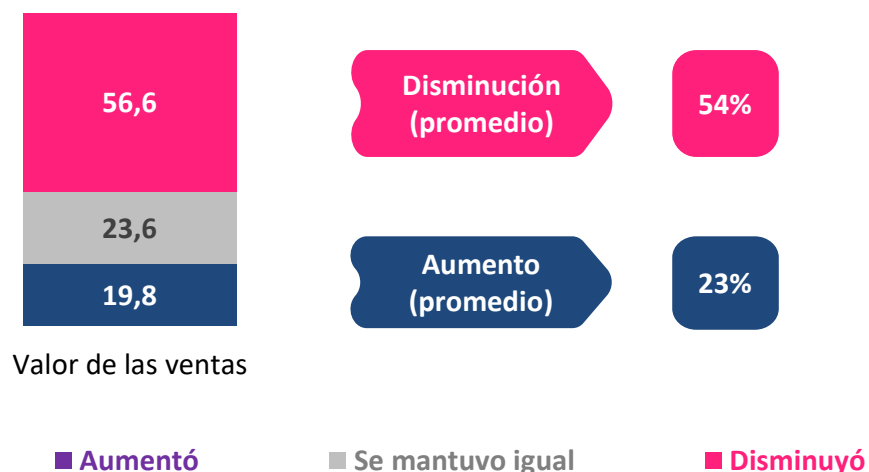 56,6
23,6
19,8
Valor de las ventas
Disminución
(promedio)
54%
Aumento
(promedio)
23%
Aumentó
Se mantuvo igual
Disminuyó